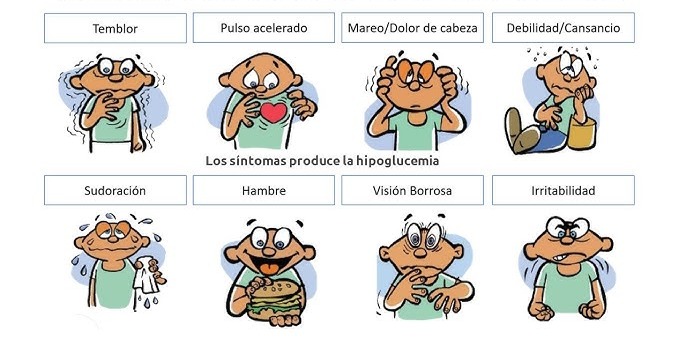 Temblor
Pulso acelerado
Mareo/Dolor de cabeza
Debilidad/Cansancio
Los síntomas produce la hipoglucemia
Sudoración
Hambre
Visión Borrosa
Irritabilidad